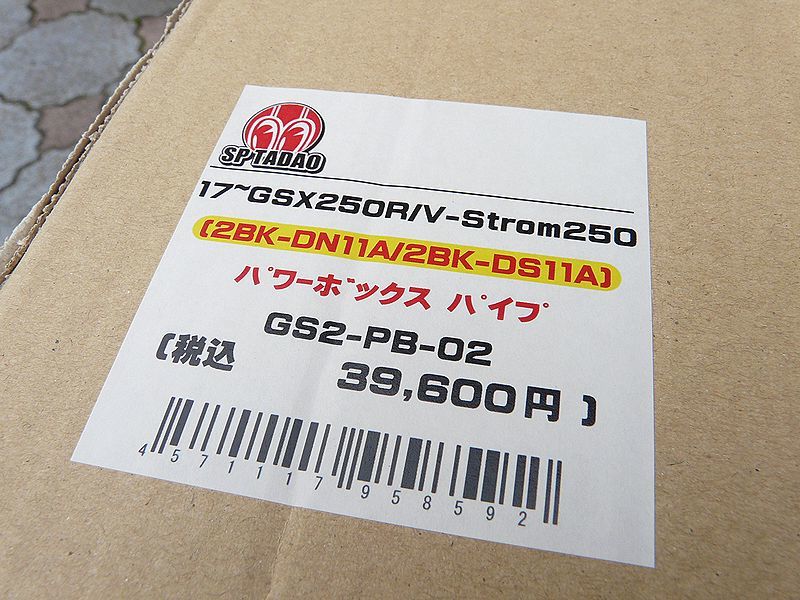 SP TADAO
17~GSX250R/V-Strom250
(2BK-DN11A/2BK-DS11A)
パワーボックス パイプ
GS2-PB-02
(税込 39,600円)
4571117958592